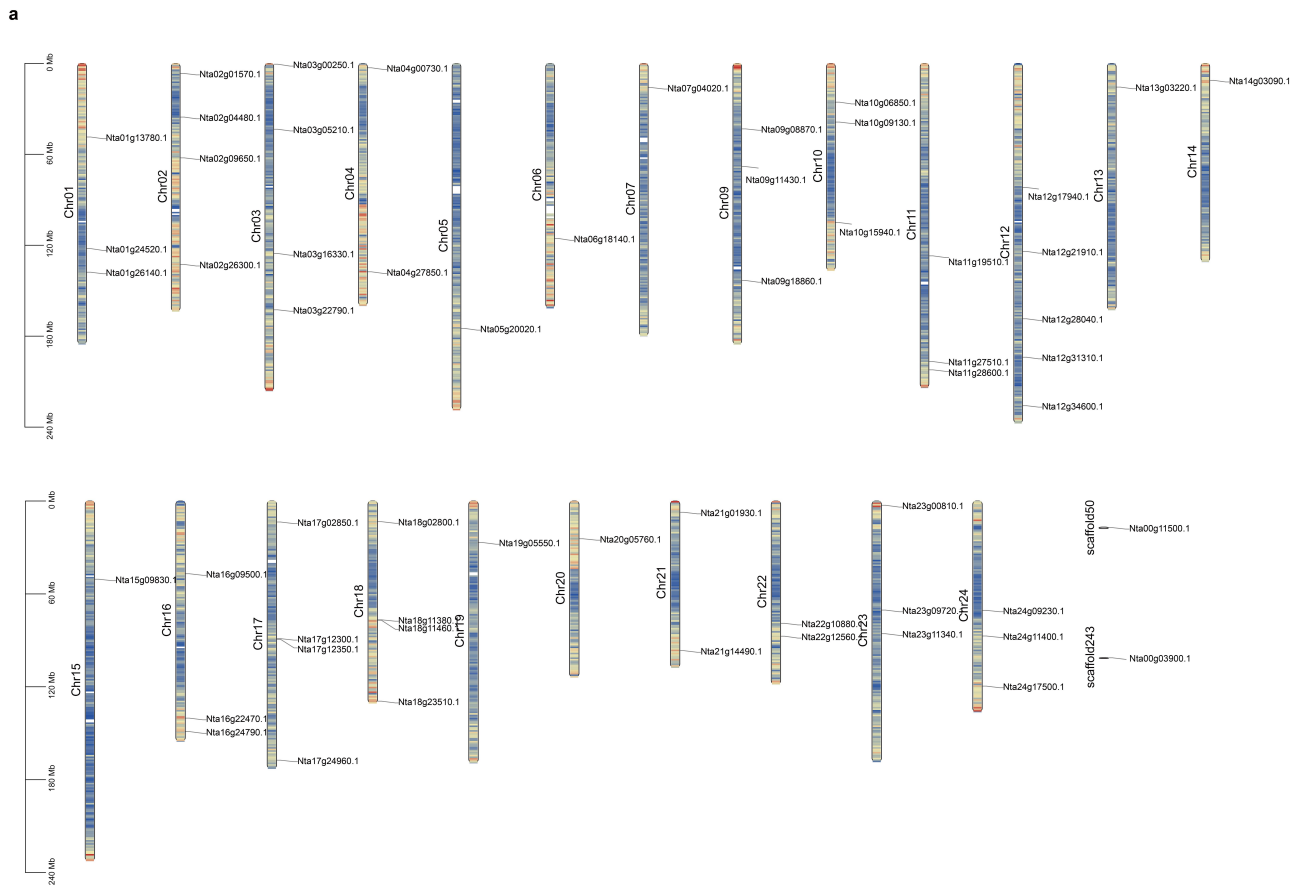 a
0 Mb
60 Mb
120 Mb
180 Mb
240 Mb
Chr01
Nta01g13780.1
Nta01g24520.1
Nta01g26140.1
Chr02
Nta02g01570.1
Nta02g04480.1
Nta02g09650.1
Nta02g26300.1
Chr03
Nta03g00250.1
Nta03g05210.1
Nta03g16330.1
Nta03g22790.1
Chr04
Nta04g00730.1
Nta04g27850.1
Chr05
Nta05g20020.1
Chr06
Nta06g18140.1
Chr07
Nta07g04020.1
Chr09
Nta09g08870.1
Nta09g11430.1
Nta09g18860.1
Chr10
Nta10g06850.1
Nta10g09130.1
Nta10g15940.1
Chr11
Nta11g19510.1
Nta11g27510.1
Nta11g28600.1
Chr12
Nta12g17940.1
Nta12g21910.1
Nta12g28040.1
Nta12g31310.1
Nta12g34600.1
Chr13
Nta13g03220.1
Chr14
Nta14g03090.1
0 Mb
60 Mb
120 Mb
180 Mb
240 Mb
Chr15
Nta15g09830.1
Chr16
Nta16g09500.1
Nta16g22470.1
Nta16g24790.1
Chr17
Nta17g02850.1
Nta17g12300.1
Nta17g12350.1
Nta17g24960.1
Chr18
Nta18g02800.1
Nta18g11380.1
Nta18g11460.1
Nta18g23510.1
Chr19
Nta19g05550.1
Chr20
Nta20g05760.1
Chr21
Nta21g01930.1
Nta21g14490.1
Chr22
Nta22g10880.1
Nta22g12560.1
Chr23
Nta23g00810.1
Nta23g09720.1
Nta23g11340.1
Chr24
Nta24g09230.1
Nta24g11400.1
Nta24g17500.1
scaffold50
Nta00g11500.1
scaffold243
Nta00g03900.1